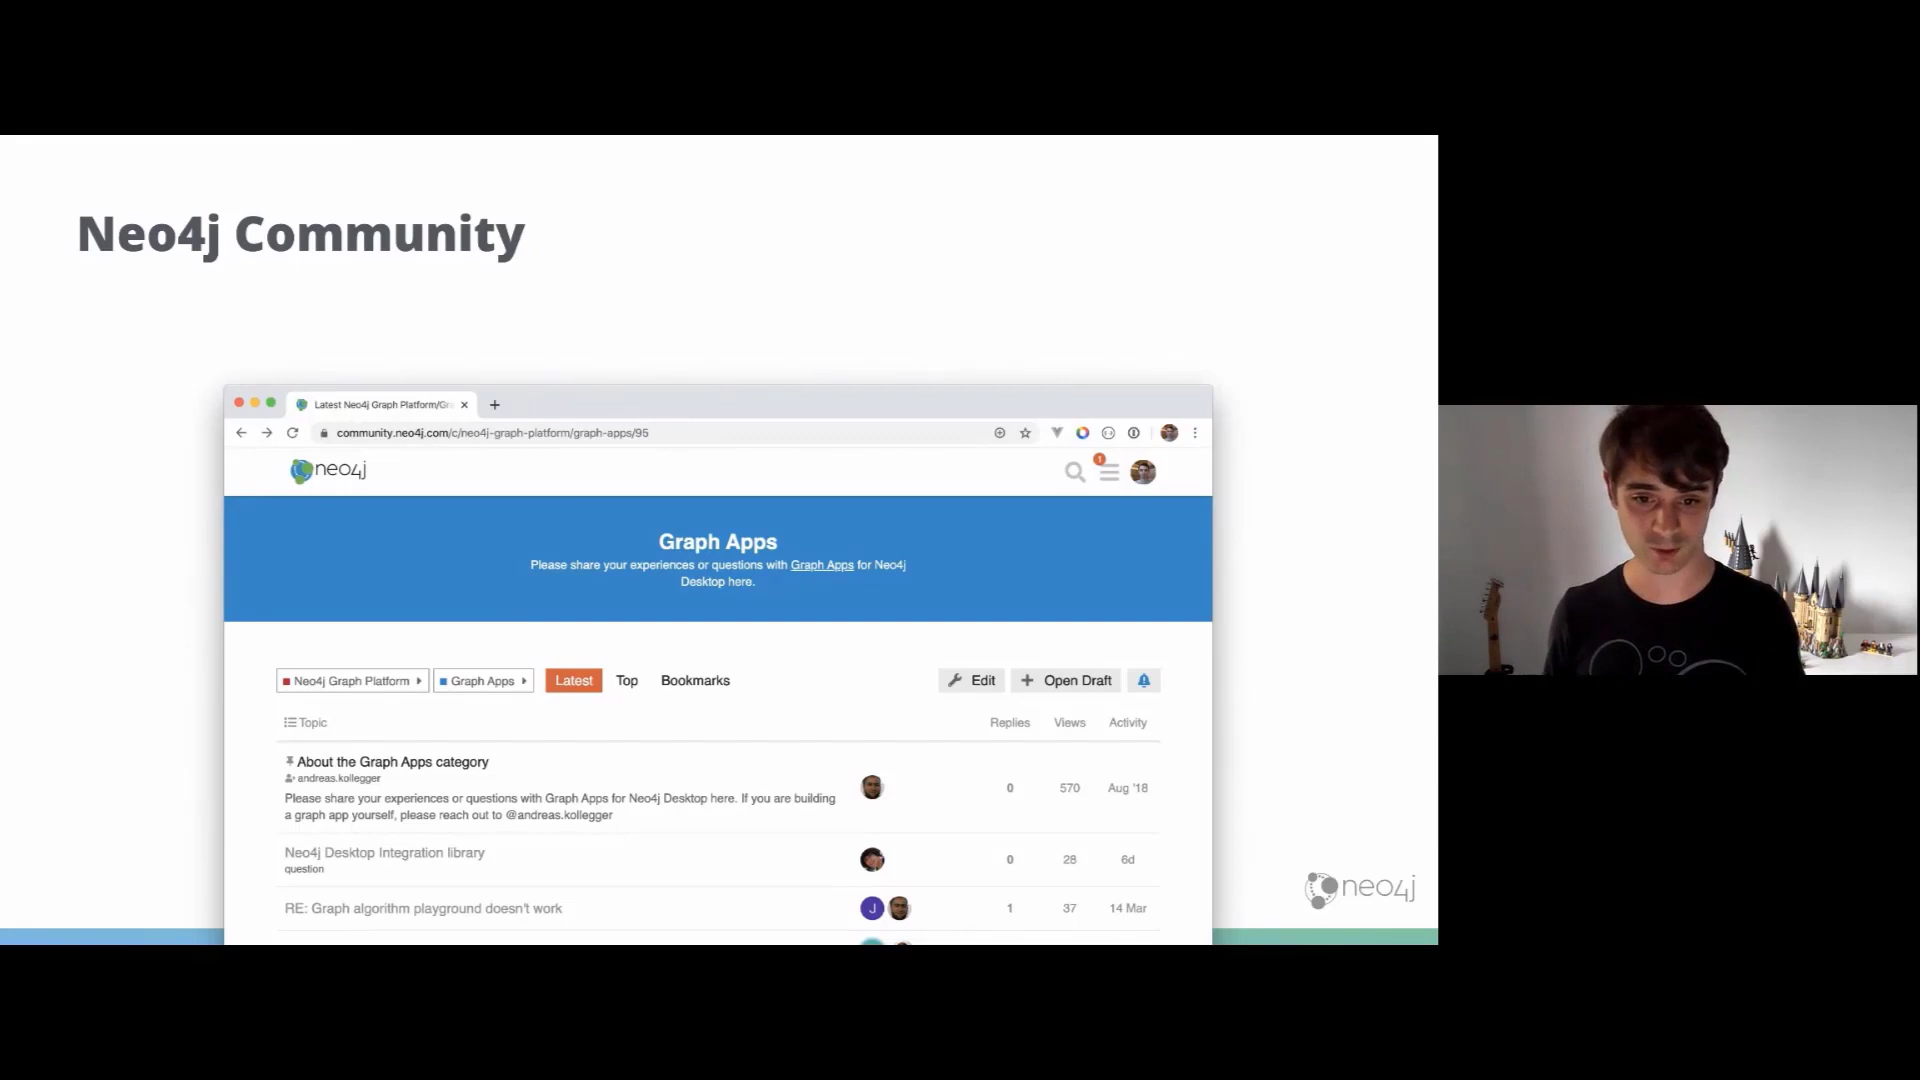 Neo4j Community
Latest Neo4j Graph Platform/Gr
community.neo4j.com/c/neo4j-graph-platform/graph-apps/95
neo4j
1
Graph Apps
Please share your experiences or questions with Graph Apps for Neo4j
Desktop here.
Neo4j Graph Platform
Graph Apps
Latest
Top
Bookmarks
Edit
Open Draft
Topic
Replies
Views
Activity
About the Graph Apps category
andreas.kollegger
Please share your experiences or questions with Graph Apps for Neo4j Desktop here. If you are building
a graph app yourself, please reach out to @andreas.kollegger
0
570
Aug '18
Neo4j Desktop Integration library
question
0
28
6d
RE: Graph algorithm playground doesn't work
J
1
37
14 Mar
neo4j